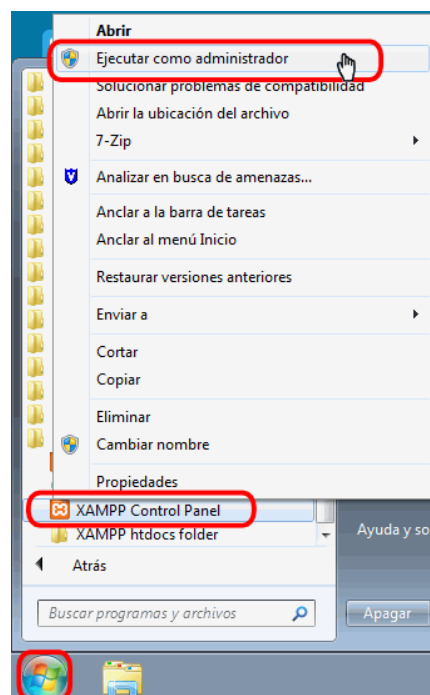 Abrir
Ejecutar como administrador
Solucionar problemas de compatibilidad
Abrir la ubicación del archivo
7-Zip
Analizar en busca de amenazas...
Anclar a la barra de tareas
Anclar al menú Inicio
Restaurar versiones anteriores
Enviar a
Cortar
Copiar
Eliminar
Cambiar nombre
Propiedades
XAMPP Control Panel
XAMPP htdocs folder
Ayuda y so
Atrás
Buscar programas y archivos
Apagar